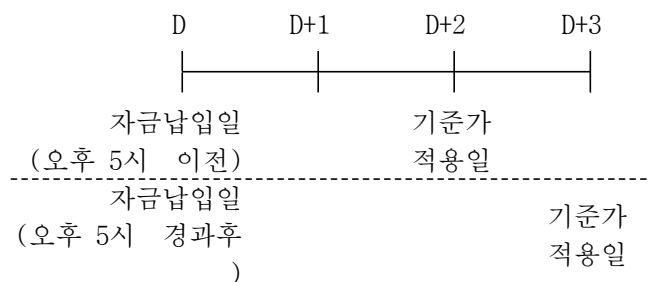 D D+1 D+2 D+3
자금납입일 기준가
(오후 5시 이전) 적용일
자금납입일
(오후 5시 경과후
)
기준가
적용일